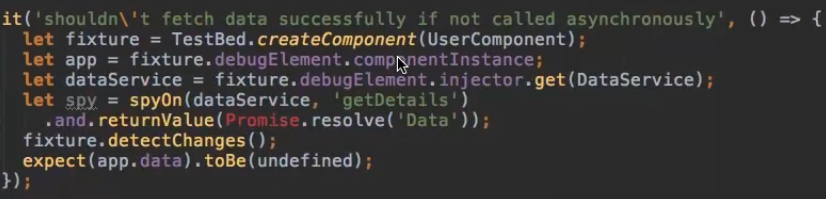 it('shouldn\'t fetch data successfully if not called asynchronously', () => {
let fixture = TestBed.createComponent(UserComponent);
let app = fixture.debugElement.componentInstance;
let dataService = fixture.debugElement.injector.get(DataService);
let spy = spyOn(dataService, 'getDetails')
.and.returnValue(Promise.resolve('Data'));
fixture.detectChanges();
expect(app.data).toBe(undefined);
});